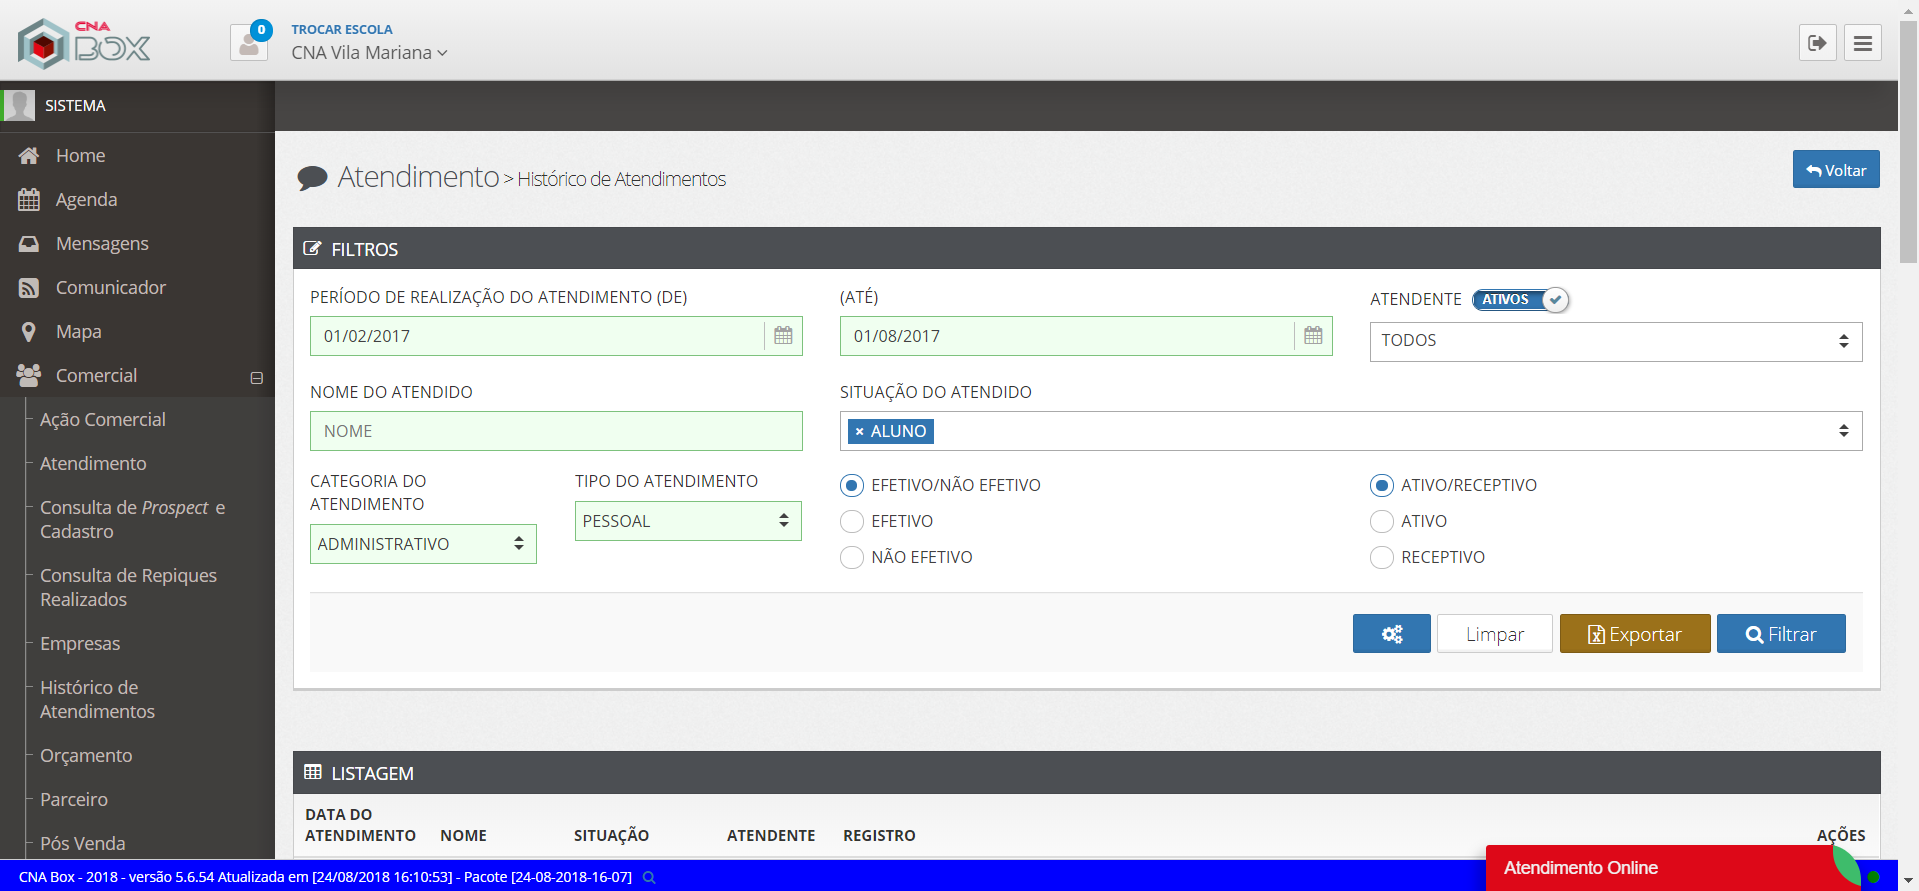 CNA
BOX
0
TROCAR ESCOLA
CNA Vila Mariana
SISTEMA
Home
Agenda
Mensagens
Comunicador
Mapa
Comercial
Ação Comercial
Atendimento
Consulta de Prospect e
Cadastro
Consulta de Repiques
Realizados
Empresas
Histórico de
Atendimentos
Orçamento
Parceiro
Pós Venda
Atendimento > Histórico de Atendimentos
Voltar
FILTROS
PERÍODO DE REALIZAÇÃO DO ATENDIMENTO (DE)
01/02/2017
(ATÉ)
01/08/2017
ATENDENTE ATIVOS
TODOS
NOME DO ATENDIDO
NOME
SITUAÇÃO DO ATENDIDO
× ALUNO
CATEGORIA DO
ATENDIMENTO
ADMINISTRATIVO
TIPO DO ATENDIMENTO
PESSOAL
EFETIVO/NÃO EFETIVO
EFETIVO
NÃO EFETIVO
ATIVO/RECEPTIVO
ATIVO
RECEPTIVO
Limpar
Exportar
Filtrar
LISTAGEM
DATA DO
ATENDIMENTO NOME SITUAÇÃO ATENDENTE REGISTRO AÇÕES
CNA Box - 2018 - versão 5.6.54 Atualizada em [24/08/2018 16:10:53] - Pacote [24-08-2018-16-07]
Atendimento Online